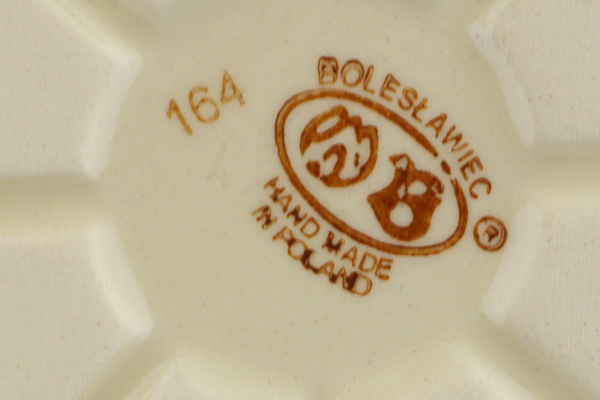 164
BOLESŁAWIEC
B
®
HAND MADE
IN POLAND